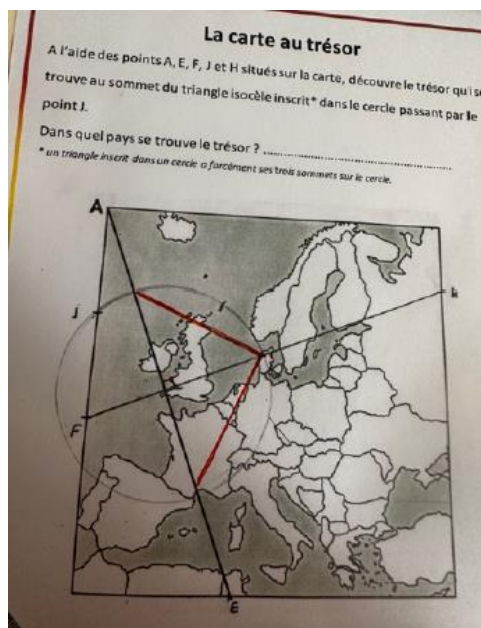 La carte au trésor
A l'aide des points A, E, F, J et H situés sur la carte, découvre le trésor qui s
trouve au sommet du triangle isocèle inscrit* dans le cercle passant par le
point J.
Dans quel pays se trouve le trésor ? ................................................
* un triangle inscrit dans un cercle a forcément ses trois sommets sur le cercle.
A
h
j
F
E